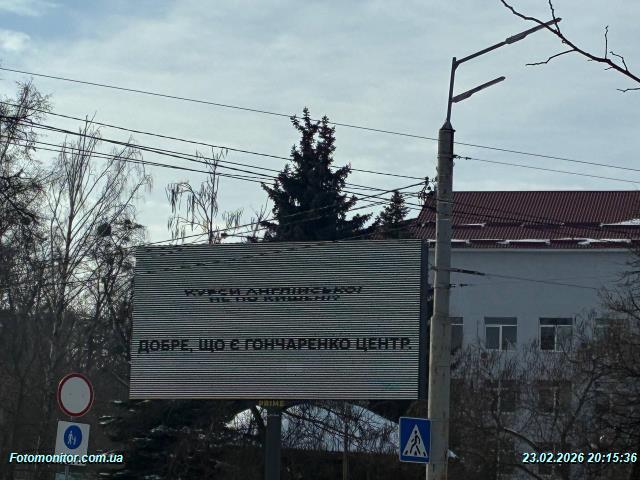 КУРСИ АНГЛІЙСЬКОЇ
НЕ ПО КИШЕНІ?
ДОБРЕ, ЩО Є ГОНЧАРЕНКО ЦЕНТР.
PRIME
Fotomonitor.com.ua
23.02.2026 20:15:36